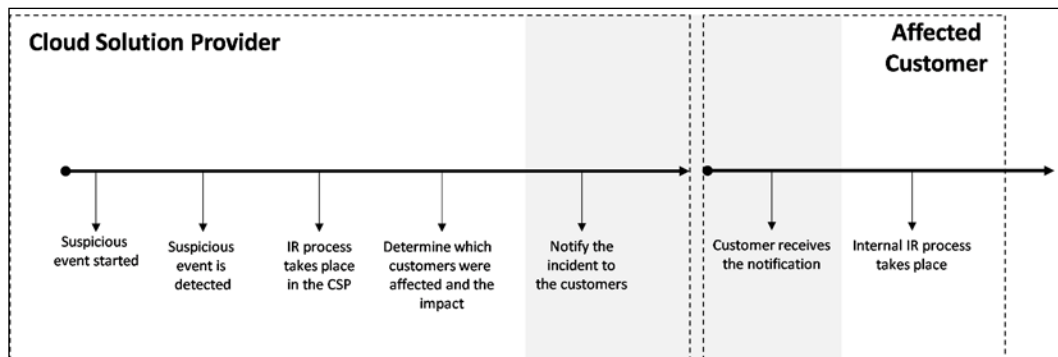 Cloud Solution Provider
Affected
Customer
Suspicious
event started
Suspicious
event is
detected
IR process
takes place
in the CSP
Determine which
customers were
affected and the
impact
Notify the
incident to
the customers
Customer receives
the notification
Internal IR process
takes place